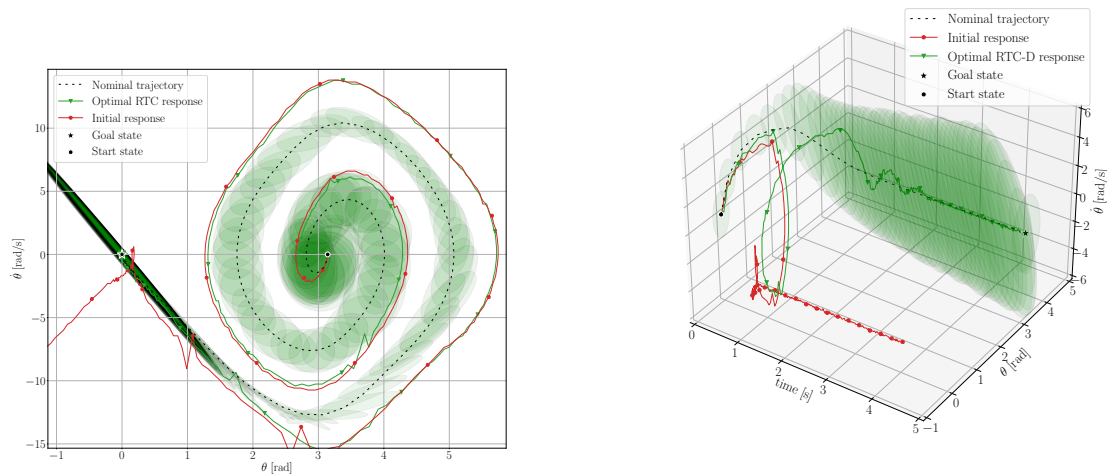 Nominal trajectory
Optimal RTC response
Initial response
Goal state
Start state
10
5
0
−5
−10
−15
θ̇ [rad/s]
−1
0
1
2
3
4
5
θ [rad]
Nominal trajectory
Initial response
Optimal RTC-D response
Goal state
Start state
6
4
2
0
−2
−4
−6
θ̇ [rad/s]
0
1
2
3
4
5
time [s]
−1
0
1
2
3
4
5
θ [rad]